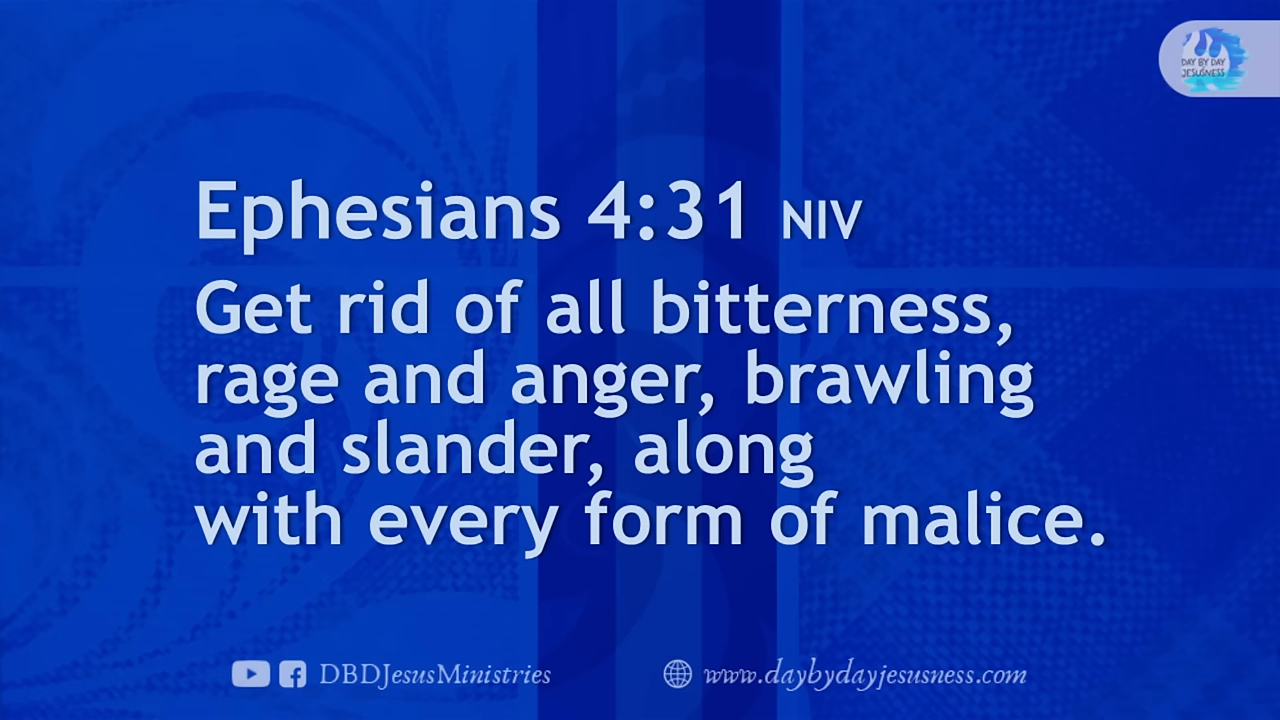 DAY BY DAY
JESUSNESS
Ephesians 4:31 NIV
Get rid of all bitterness,
rage and anger, brawling
and slander, along
with every form of malice.
DBDJesusMinistries
www.daybydayjesusness.com